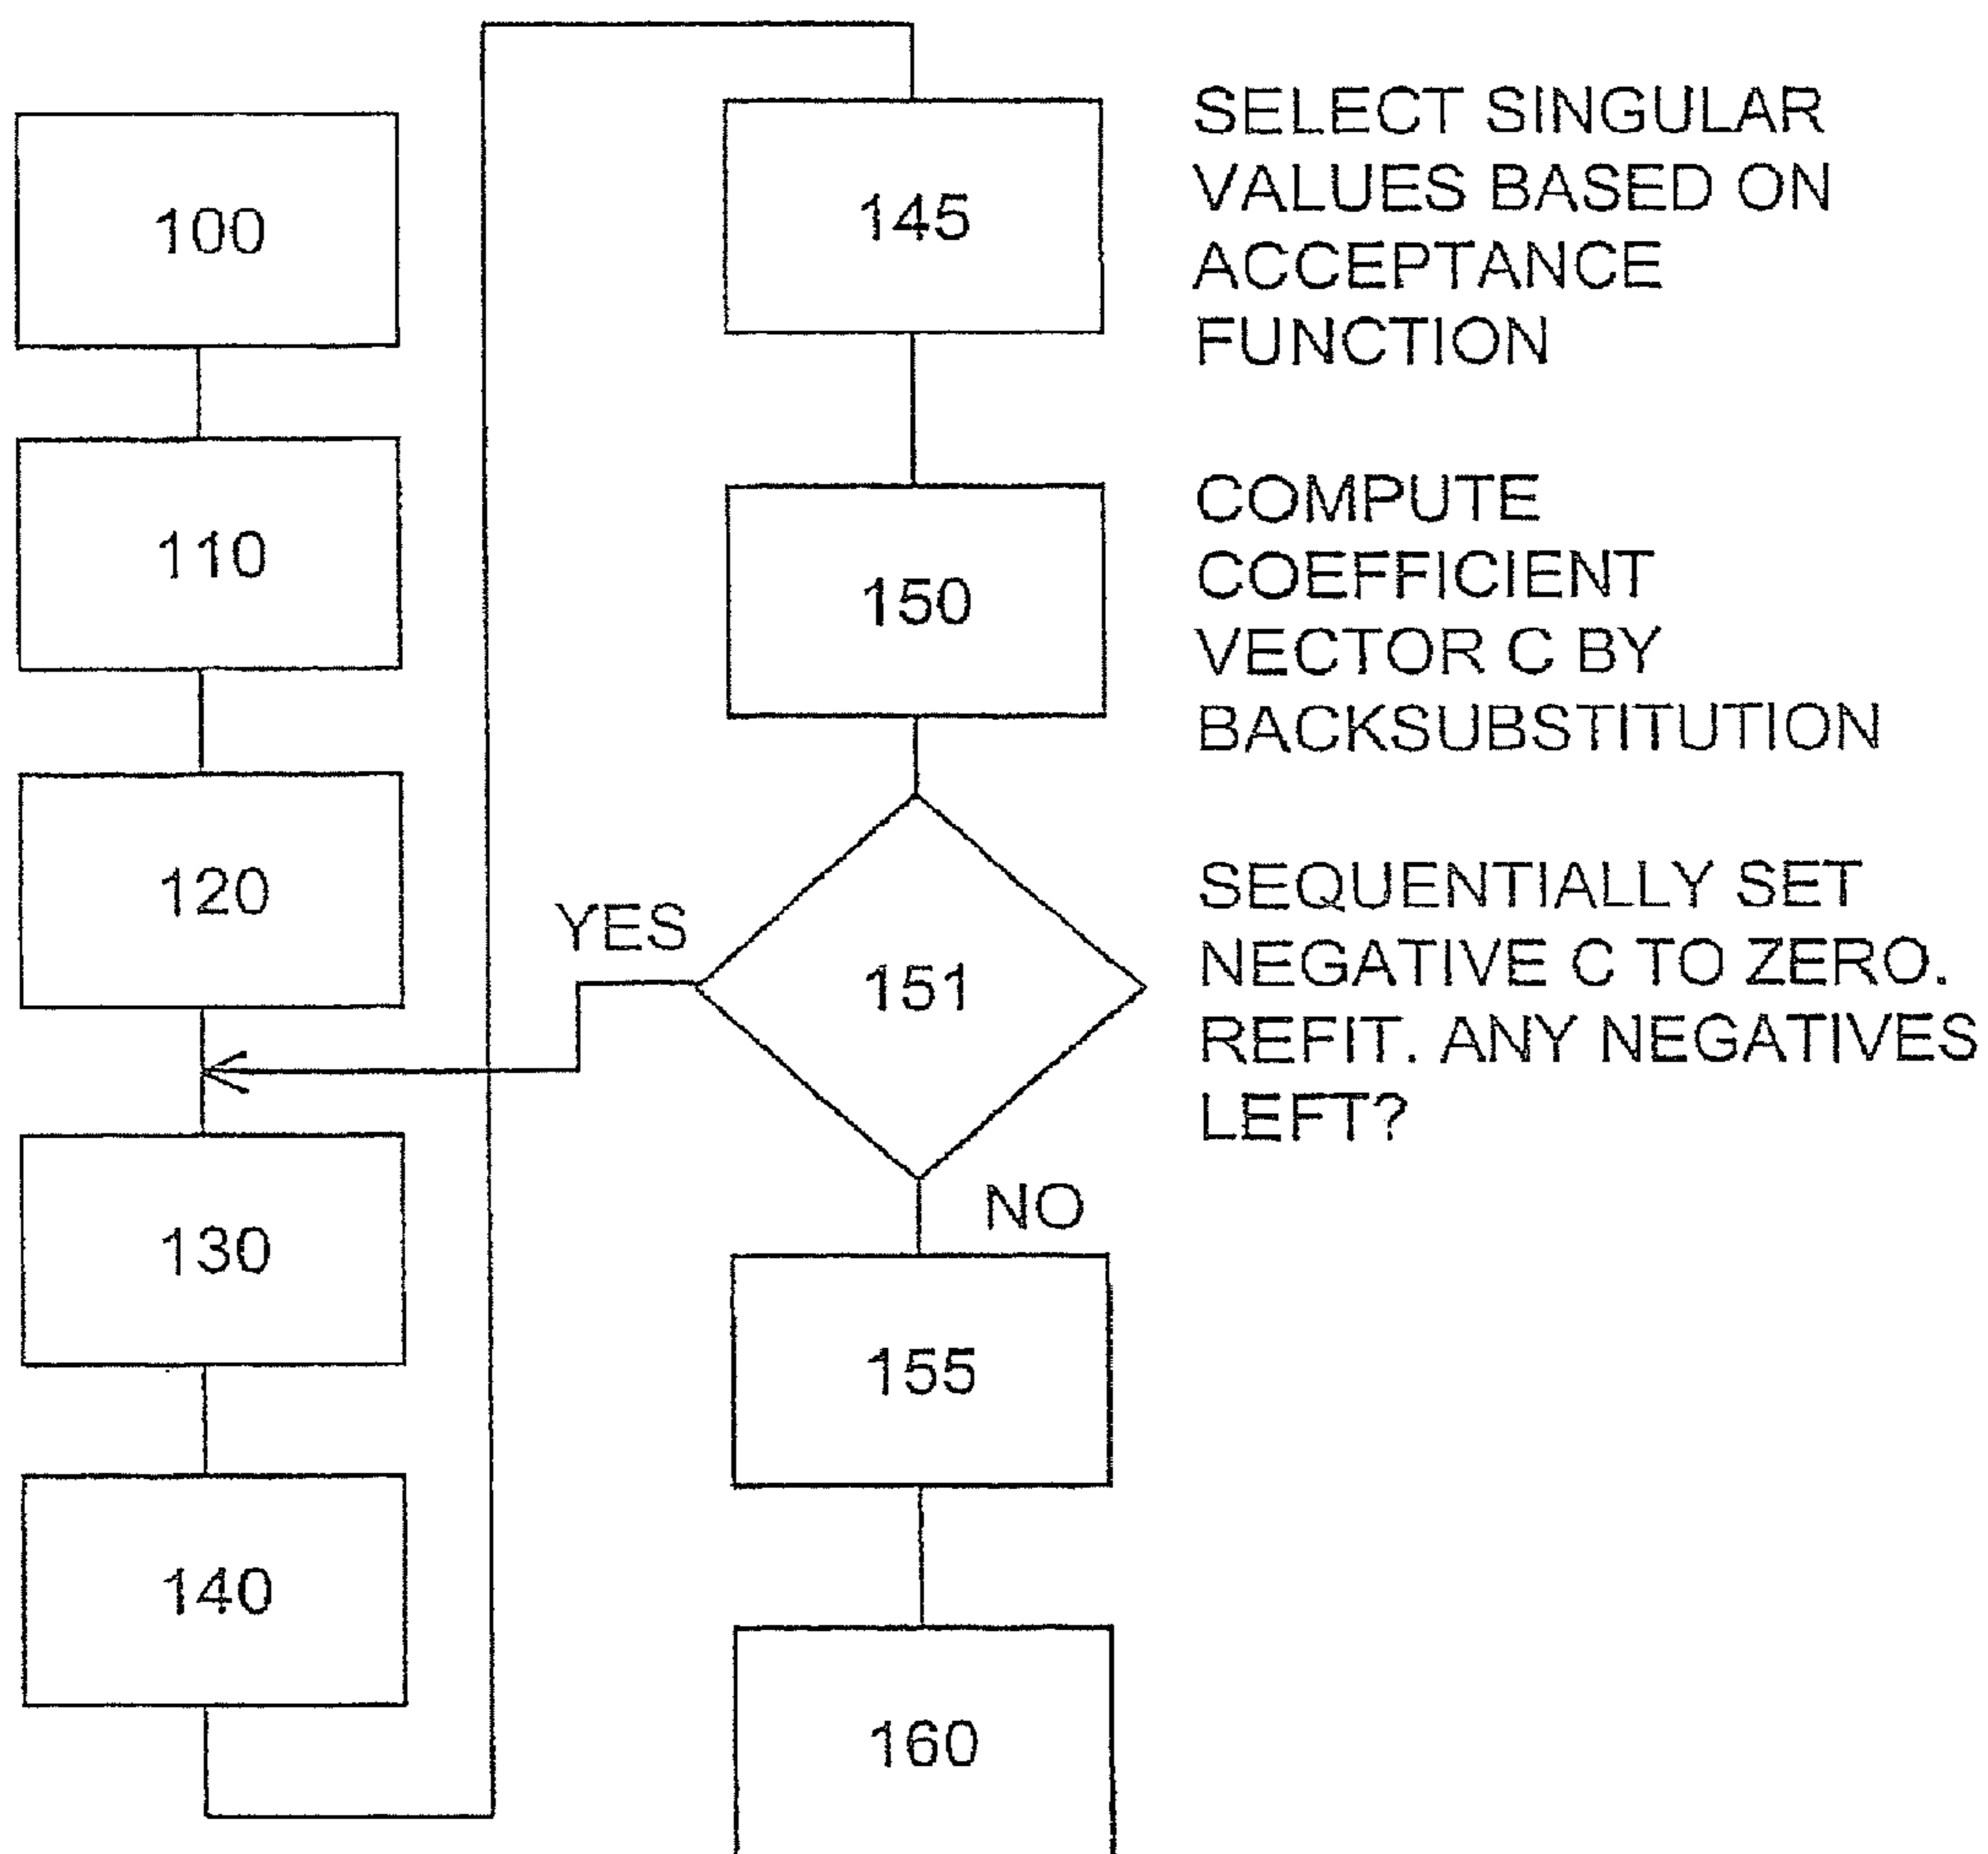 100
110
120
130
140
145
SELECT SINGULAR
VALUES BASED ON
ACCEPTANCE
FUNCTION
150
COMPUTE
COEFFICIENT
VECTOR C BY
BACKSUBSTITUTION
YES
151
SEQUENTIALLY SET
NEGATIVE C TO ZERO.
REFIT. ANY NEGATIVES
LEFT?
NO
155
160